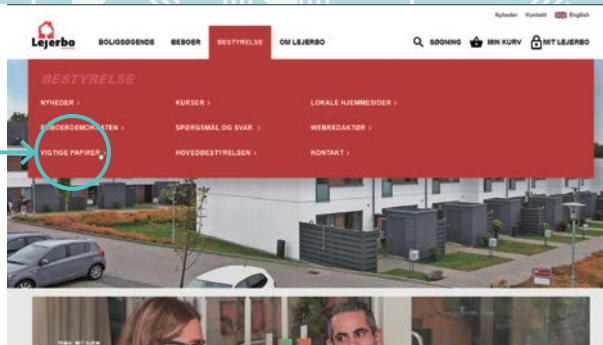 Nyheder Kontakt English
Lejerbo BOLIGSØGENDE BEBOER BESTYRELSE OM LEJERBO SØGNING MIN KURV MIT LEJERBO
BESTYRELSE
NYHEDER › KURSER › LOKALE HJEMMESIDER ›
BEBOERDEMOKRATEN › SPØRGSMÅL OG SVAR › WEBREDAKTØR ›
VIGTIGE PAPIRER › HOVEDBESTYRELSEN › KONTAKT ›